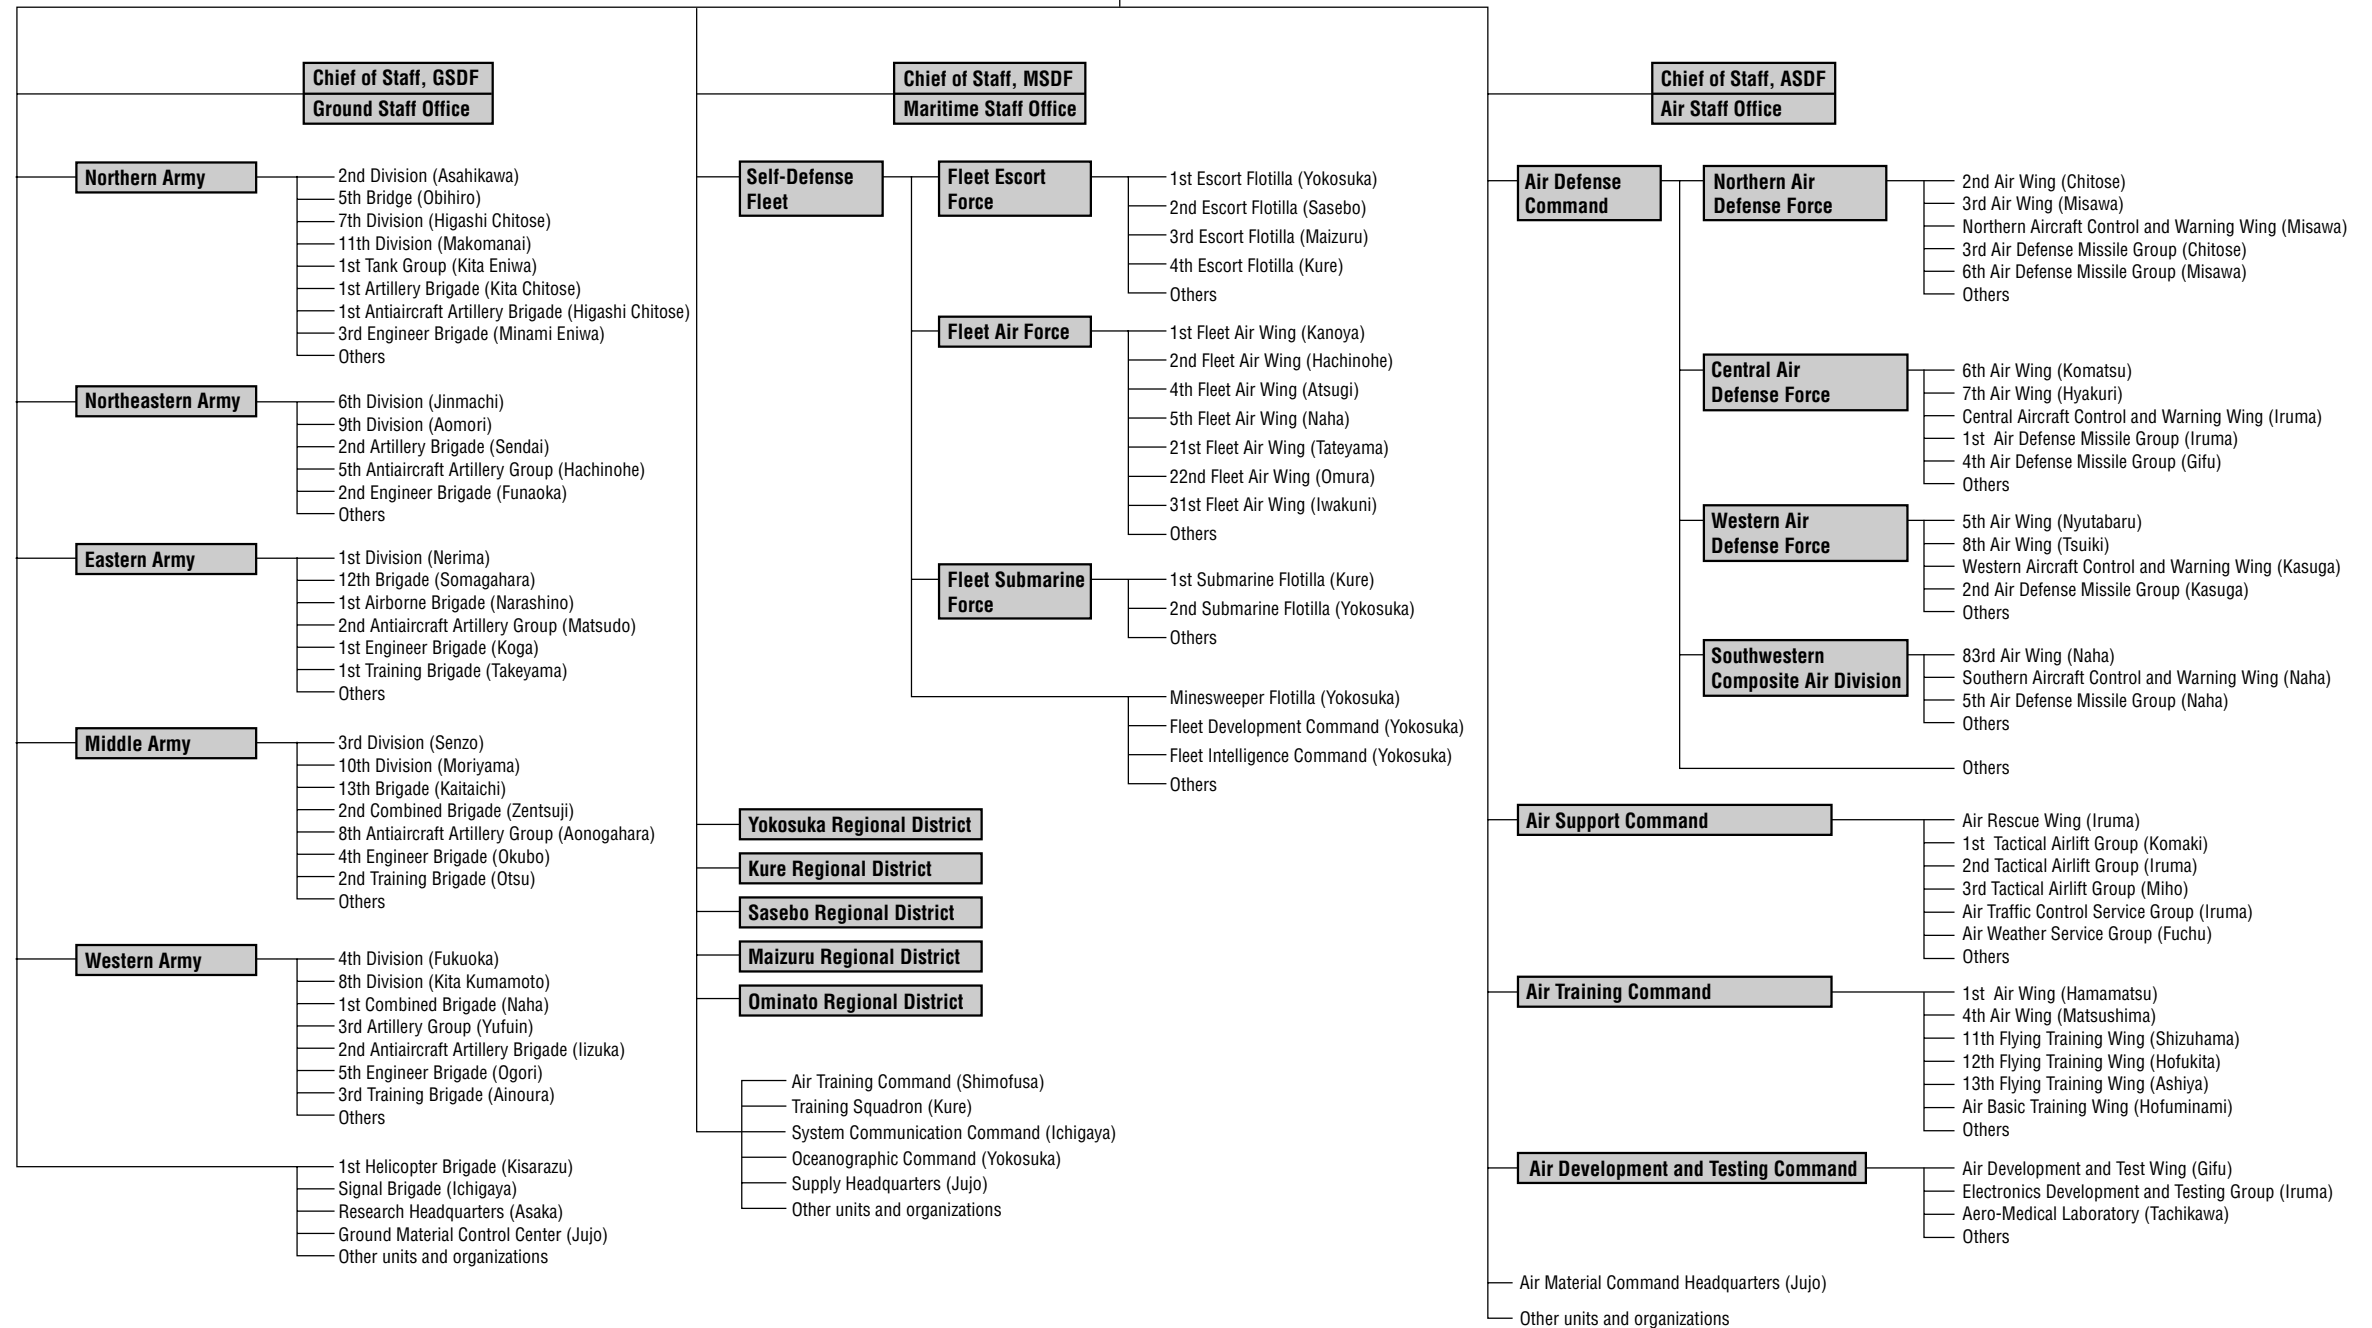 Chief of Staff, GSDF
Ground Staff Office
Northern Army
2nd Division (Asahikawa)
5th Bridge (Obihiro)
7th Division (Higashi Chitose)
11th Division (Makomanai)
1st Tank Group (Kita Eniwa)
1st Artillery Brigade (Kita Chitose)
1st Antiaircraft Artillery Brigade (Higashi Chitose)
3rd Engineer Brigade (Minami Eniwa)
Others
Northeastern Army
6th Division (Jinmachi)
9th Division (Aomori)
2nd Artillery Brigade (Sendai)
5th Antiaircraft Artillery Group (Hachinohe)
2nd Engineer Brigade (Funaoka)
Others
Eastern Army
1st Division (Nerima)
12th Brigade (Somagahara)
1st Airborne Brigade (Narashino)
2nd Antiaircraft Artillery Group (Matsudo)
1st Engineer Brigade (Koga)
1st Training Brigade (Takeyama)
Others
Middle Army
3rd Division (Senzo)
10th Division (Moriyama)
13th Brigade (Kaitaichi)
2nd Combined Brigade (Zentsuji)
8th Antiaircraft Artillery Group (Aonogahara)
4th Engineer Brigade (Okubo)
2nd Training Brigade (Otsu)
Others
Western Army
4th Division (Fukuoka)
8th Division (Kita Kumamoto)
1st Combined Brigade (Naha)
3rd Artillery Group (Yufuin)
2nd Antiaircraft Artillery Brigade (Iizuka)
5th Engineer Brigade (Ogori)
3rd Training Brigade (Ainoura)
Others
1st Helicopter Brigade (Kisarazu)
Signal Brigade (Ichigaya)
Research Headquarters (Asaka)
Ground Material Control Center (Jujo)
Other units and organizations
Chief of Staff, MSDF
Maritime Staff Office
Self-Defense
Fleet
Fleet Escort
Force
1st Escort Flotilla (Yokosuka)
2nd Escort Flotilla (Sasebo)
3rd Escort Flotilla (Maizuru)
4th Escort Flotilla (Kure)
Others
Fleet Air Force
1st Fleet Air Wing (Kanoya)
2nd Fleet Air Wing (Hachinohe)
4th Fleet Air Wing (Atsugi)
5th Fleet Air Wing (Naha)
21st Fleet Air Wing (Tateyama)
22nd Fleet Air Wing (Omura)
31st Fleet Air Wing (Iwakuni)
Others
Fleet Submarine
Force
1st Submarine Flotilla (Kure)
2nd Submarine Flotilla (Yokosuka)
Others
Minesweeper Flotilla (Yokosuka)
Fleet Development Command (Yokosuka)
Fleet Intelligence Command (Yokosuka)
Others
Yokosuka Regional District
Kure Regional District
Sasebo Regional District
Maizuru Regional District
Ominato Regional District
Air Training Command (Shimofusa)
Training Squadron (Kure)
System Communication Command (Ichigaya)
Oceanographic Command (Yokosuka)
Supply Headquarters (Jujo)
Other units and organizations
Chief of Staff, ASDF
Air Staff Office
Air Defense
Command
Northern Air
Defense Force
2nd Air Wing (Chitose)
3rd Air Wing (Misawa)
Northern Aircraft Control and Warning Wing (Misawa)
3rd Air Defense Missile Group (Chitose)
6th Air Defense Missile Group (Misawa)
Others
Central Air
Defense Force
6th Air Wing (Komatsu)
7th Air Wing (Hyakuri)
Central Aircraft Control and Warning Wing (Iruma)
1st Air Defense Missile Group (Iruma)
4th Air Defense Missile Group (Gifu)
Others
Western Air
Defense Force
5th Air Wing (Nyutabaru)
8th Air Wing (Tsuiki)
Western Aircraft Control and Warning Wing (Kasuga)
2nd Air Defense Missile Group (Kasuga)
Others
Southwestern
Composite Air Division
83rd Air Wing (Naha)
Southern Aircraft Control and Warning Wing (Naha)
5th Air Defense Missile Group (Naha)
Others
Others
Air Support Command
Air Rescue Wing (Iruma)
1st Tactical Airlift Group (Komaki)
2nd Tactical Airlift Group (Iruma)
3rd Tactical Airlift Group (Miho)
Air Traffic Control Service Group (Iruma)
Air Weather Service Group (Fuchu)
Others
Air Training Command
1st Air Wing (Hamamatsu)
4th Air Wing (Matsushima)
11th Flying Training Wing (Shizuhama)
12th Flying Training Wing (Hofukita)
13th Flying Training Wing (Ashiya)
Air Basic Training Wing (Hofuminami)
Others
Air Development and Testing Command
Air Development and Test Wing (Gifu)
Electronics Development and Testing Group (Iruma)
Aero-Medical Laboratory (Tachikawa)
Others
Air Material Command Headquarters (Jujo)
Other units and organizations